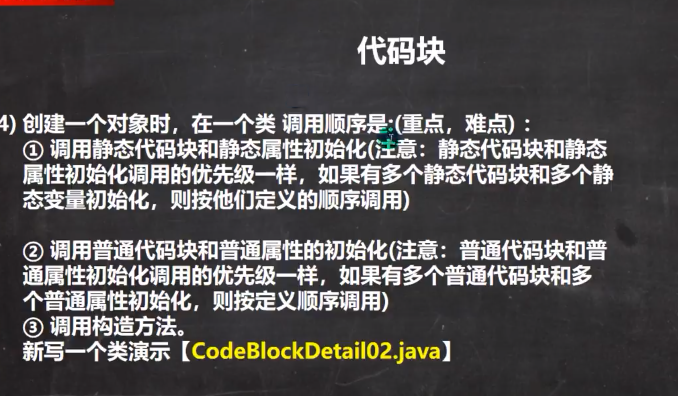 代码块
4) 创建一个对象时，在一个类 调用顺序是:(重点，难点)：
① 调用静态代码块和静态属性初始化(注意：静态代码块和静态
属性初始化调用的优先级一样，如果有多个静态代码块和多个静
态变量初始化，则按他们定义的顺序调用)
② 调用普通代码块和普通属性的初始化(注意：普通代码块和普
通属性初始化调用的优先级一样，如果有多个普通代码块和多
个普通属性初始化，则按定义顺序调用)
③ 调用构造方法。
新写一个类演示【CodeBlockDetail02.java】